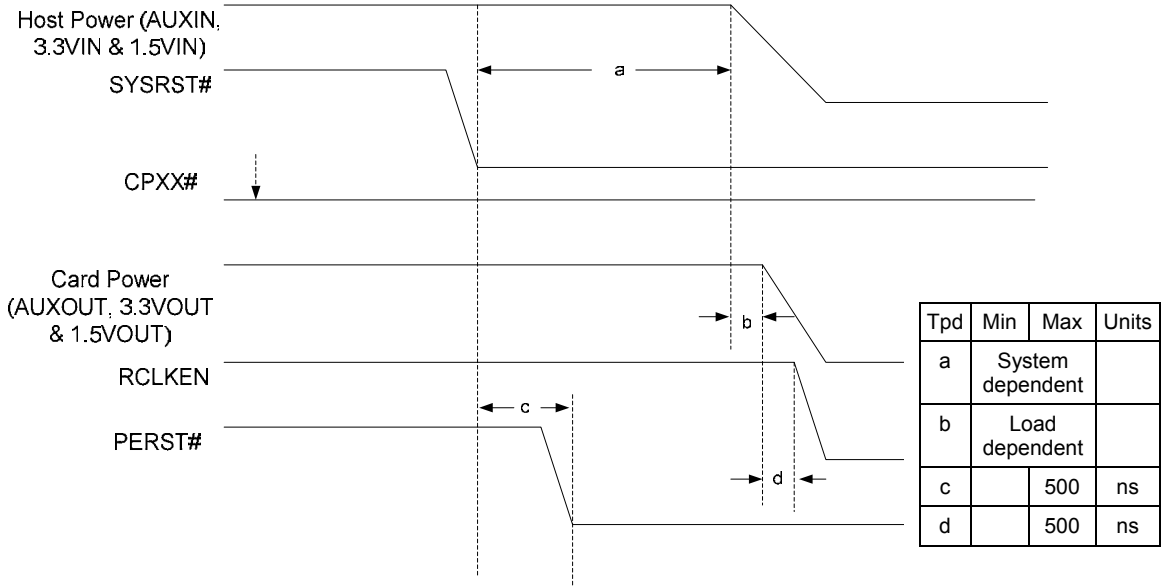 Host Power (AUXIN,
3.3VIN & 1.5VIN)
SYSRST#
a
CPXX#
Card Power
(AUXOUT, 3.3VOUT
& 1.5VOUT)
b
RCLKEN
c
PERST#
d
Tpd Min Max Units
a System
dependent
b Load
dependent
c 500 ns
d 500 ns